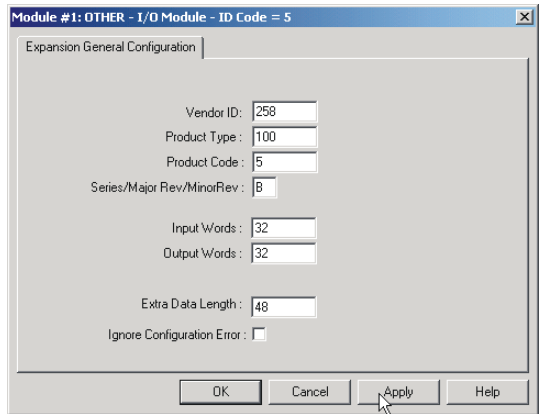 Module #1: OTHER - I/O Module - ID Code = 5
Expansion General Configuration
Vendor ID: 258
Product Type : 100
Product Code : 5
Series/Major Rev/MinorRev : B
Input Words : 32
Output Words : 32
Extra Data Length : 48
Ignore Configuration Error :
OK Cancel Apply Help